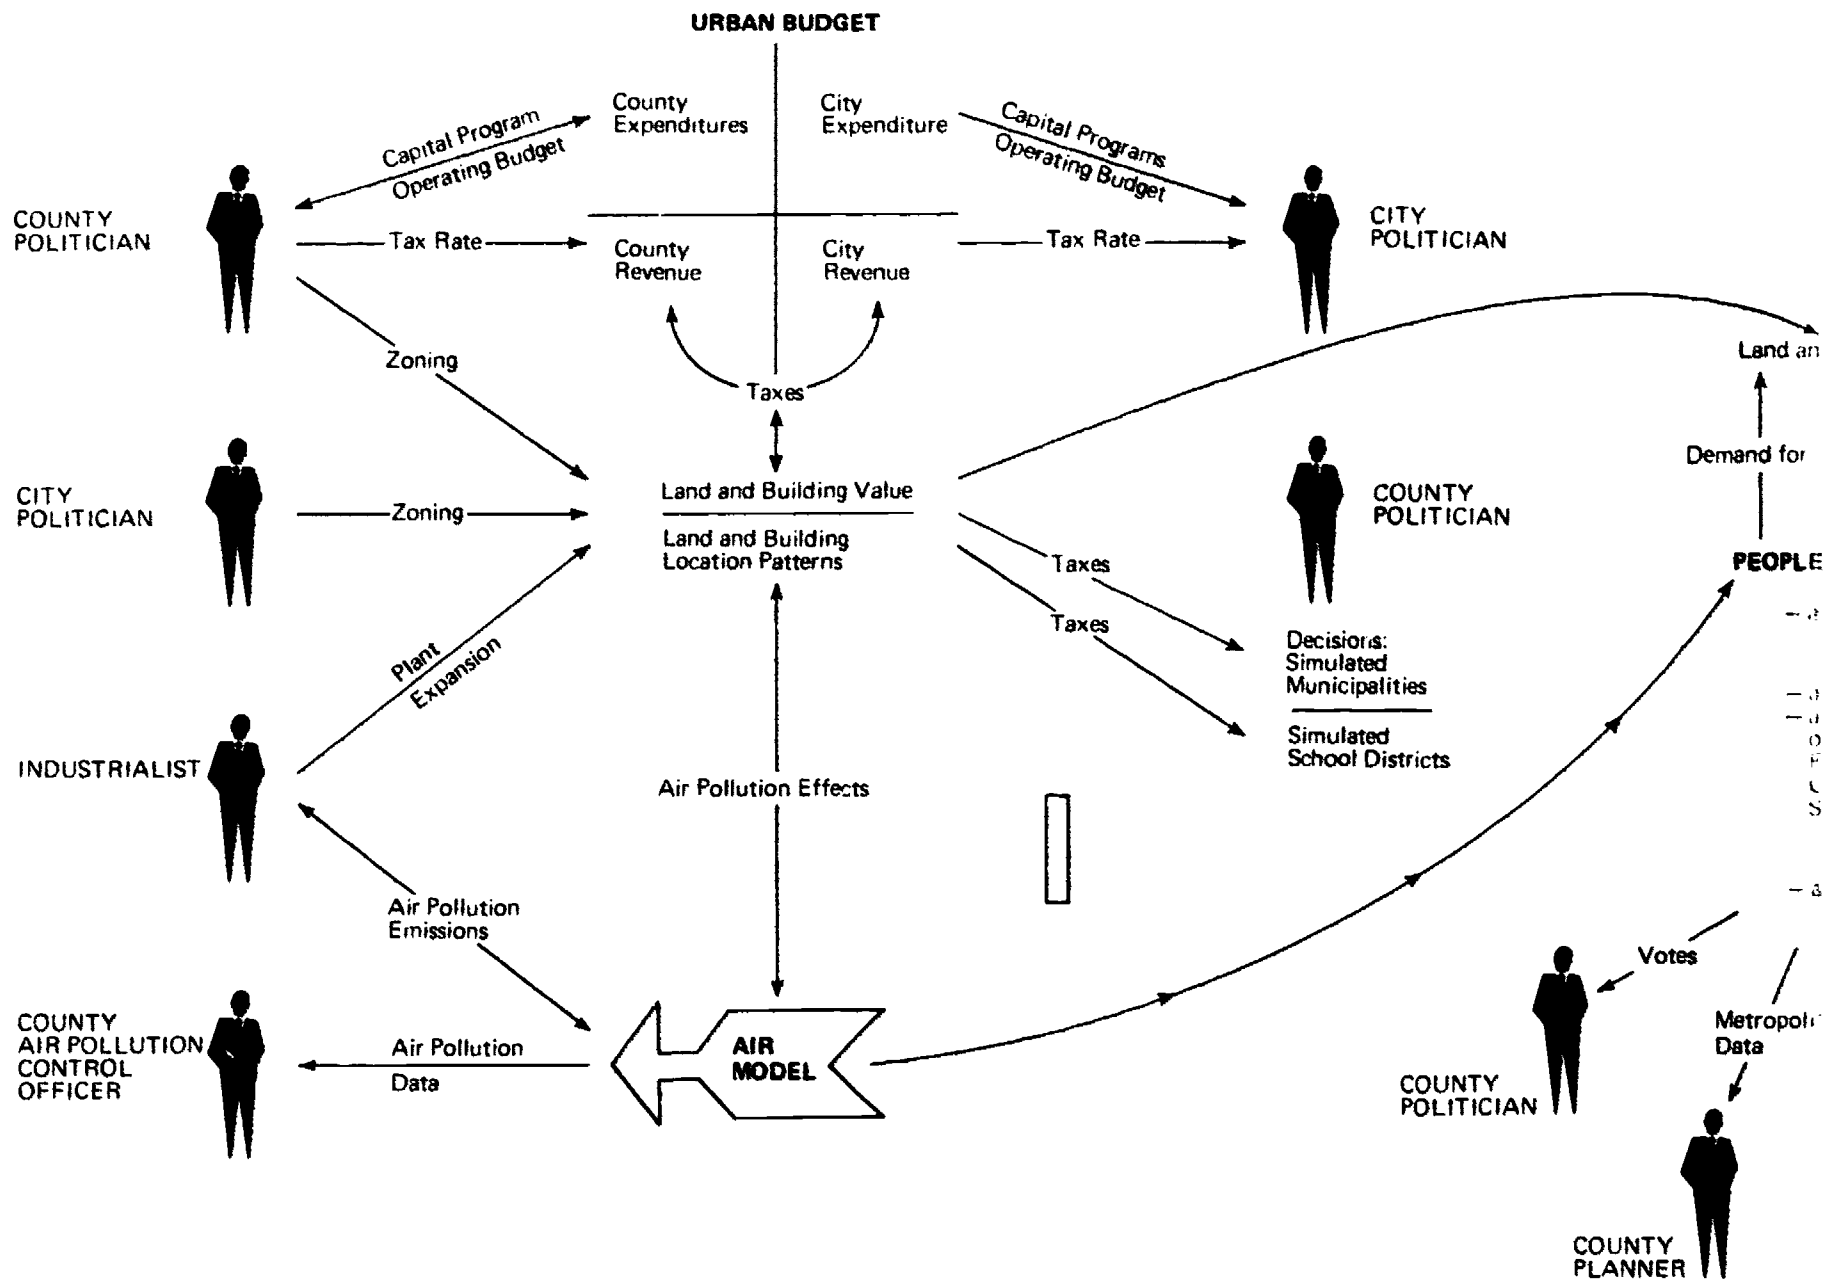 URBAN BUDGET
County
Expenditures
City
Expenditure
Capital Program
Operating Budget
Capital Programs
Operating Budget
COUNTY
POLITICIAN
Tax Rate
County
Revenue
City
Revenue
Tax Rate
CITY
POLITICIAN
Zoning
Taxes
Land an
Demand for
CITY
POLITICIAN
Zoning
Land and Building Value
Land and Building
Location Patterns
COUNTY
POLITICIAN
Taxes
Taxes
PEOPLE
Plant
Expansion
Decisions:
Simulated
Municipalities
Simulated
School Districts
INDUSTRIALIST
Air Pollution Effects
Air Pollution
Emissions
Votes
COUNTY
AIR POLLUTION
CONTROL
OFFICER
Air Pollution
Data
AIR
MODEL
Data
COUNTY
POLITICIAN
COUNTY
PLANNER